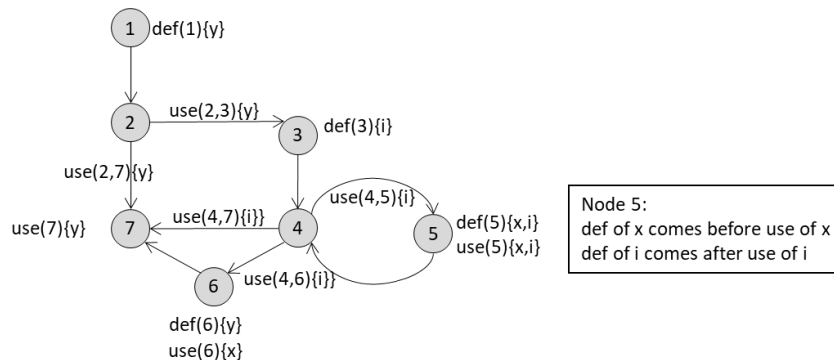 1
def(1){y}
2
use(2,3){y}
3
def(3){i}
use(2,7){y}
use(4,5){i}
use(7){y}
7
use(4,7){i}}
4
5
def(5){x,i}
use(5){x,i}
6
use(4,6){i}}
def(6){y}
use(6){x}
Node 5:
def of x comes before use of x
def of i comes after use of i